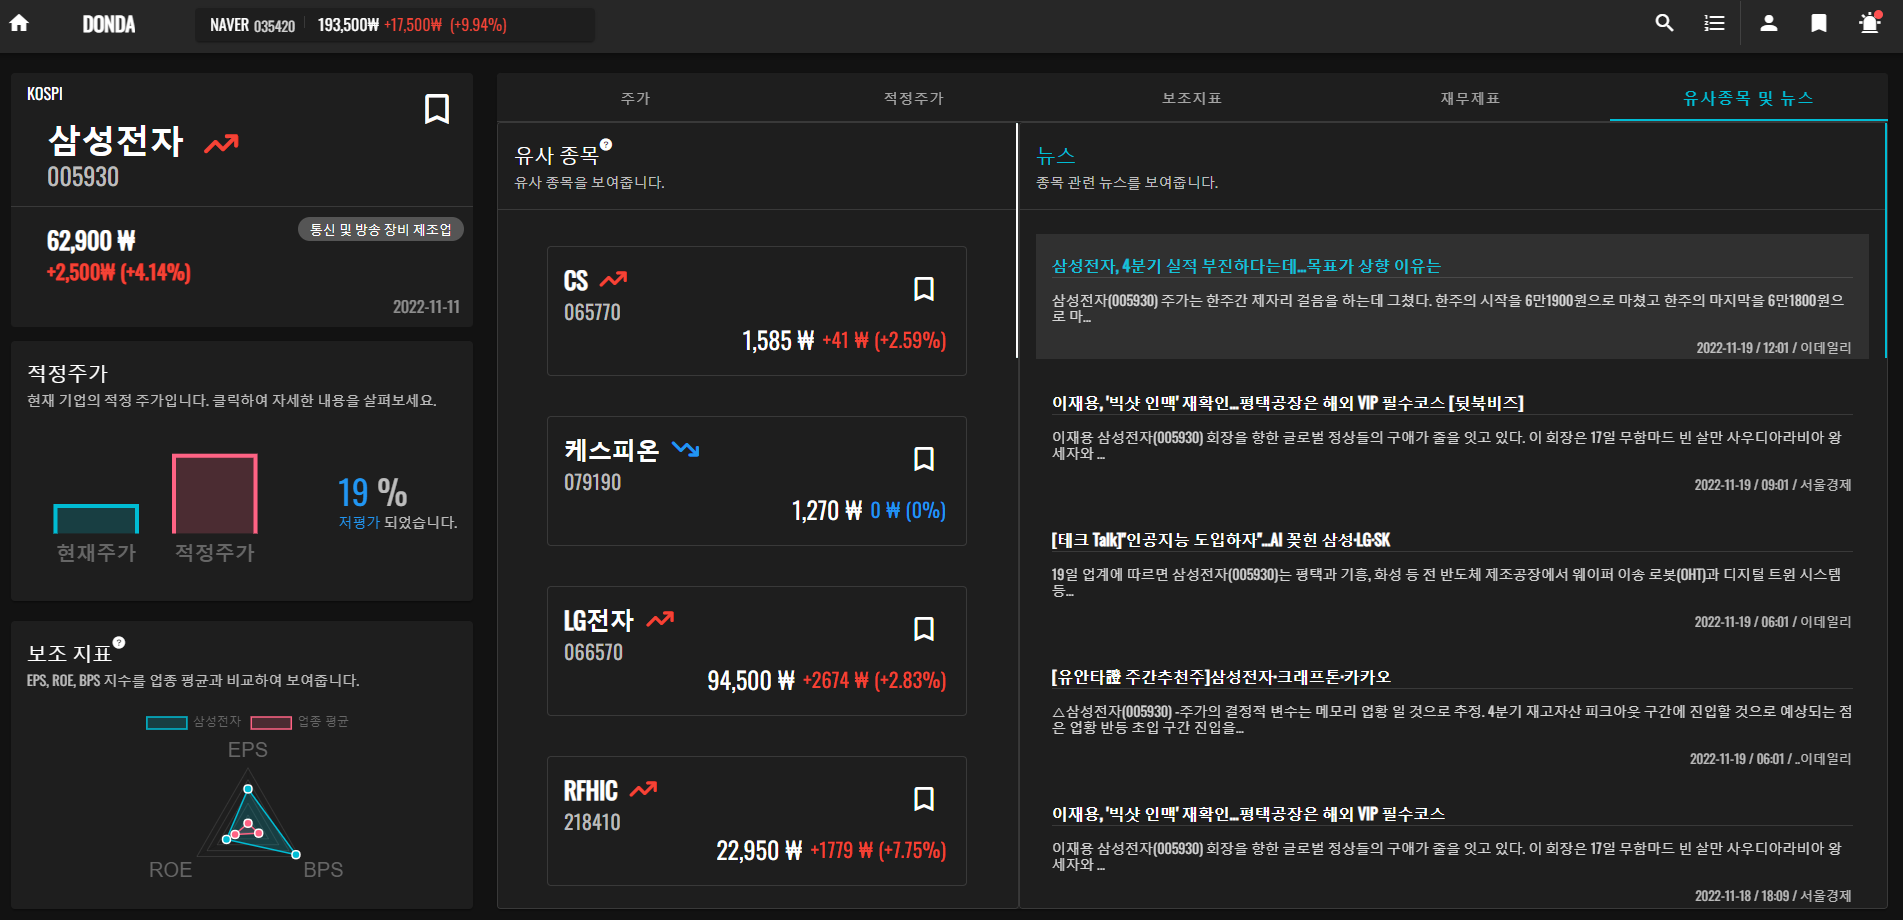 DONDA
NAVER 035420 193,500₩ +17,500₩ (+9.94%)
KOSPI
삼성전자
005930
62,900 ₩
통신 및 방송 장비 제조업
+2,500₩ (+4.14%)
2022-11-11
적정주가
현재 기업의 적정 주가입니다. 클릭하여 자세한 내용을 살펴보세요.
19 %
저평가 되었습니다.
현재주가 적정주가
보조 지표?
EPS, ROE, BPS 지수를 업종 평균과 비교하여 보여줍니다.
삼성전자 업종 평균
EPS
ROE BPS
주가 적정주가 보조지표 재무제표 유사종목 및 뉴스
유사 종목?
유사 종목을 보여줍니다.
CS
065770
1,585 ₩ +41 ₩ (+2.59%)
케스피온
079190
1,270 ₩ 0 ₩ (0%)
LG전자
066570
94,500 ₩ +2674 ₩ (+2.83%)
RFHIC
218410
22,950 ₩ +1779 ₩ (+7.75%)
뉴스
종목 관련 뉴스를 보여줍니다.
삼성전자, 4분기 실적 부진하다는데...목표가 상향 이유는
삼성전자(005930) 주가는 한주간 제자리 걸음을 하는데 그쳤다. 한주의 시작을 6만1900원으로 마쳤고 한주의 마지막을 6만1800원으
로 마...
2022-11-19 / 12:01 / 이데일리
이재용, '빅샷 인맥' 재확인...평택공장은 해외 VIP 필수코스 [뒷북비즈]
이재용 삼성전자(005930) 회장을 향한 글로벌 정상들의 구애가 줄을 잇고 있다. 이 회장은 17일 무함마드 빈 살만 사우디아라비아 왕
세자와 ...
2022-11-19 / 09:01 / 서울경제
[테크 Talk]"인공지능 도입하자"...AI 꽂힌 삼성·LG·SK
19일 업계에 따르면 삼성전자(005930)는 평택과 기흥, 화성 등 전 반도체 제조공장에서 웨이퍼 이송 로봇(OHT)과 디지털 트윈 시스템
등...
2022-11-19 / 06:01 / 이데일리
[유안타證 주간추천주]삼성전자·크래프톤·카카오
△삼성전자(005930) -주가의 결정적 변수는 메모리 업황 일 것으로 추정. 4분기 재고자산 피크아웃 구간에 진입할 것으로 예상되는 점
은 업황 반등 초입 구간 진입을...
2022-11-19 / 06:01 / ..이데일리
이재용, '빅샷 인맥' 재확인...평택공장은 해외 VIP 필수코스
이재용 삼성전자(005930) 회장을 향한 글로벌 정상들의 구애가 줄을 잇고 있다. 이 회장은 17일 무함마드 빈 살만 사우디아라비아 왕
세자와 ...
2022-11-18 / 18:09 / 서울경제